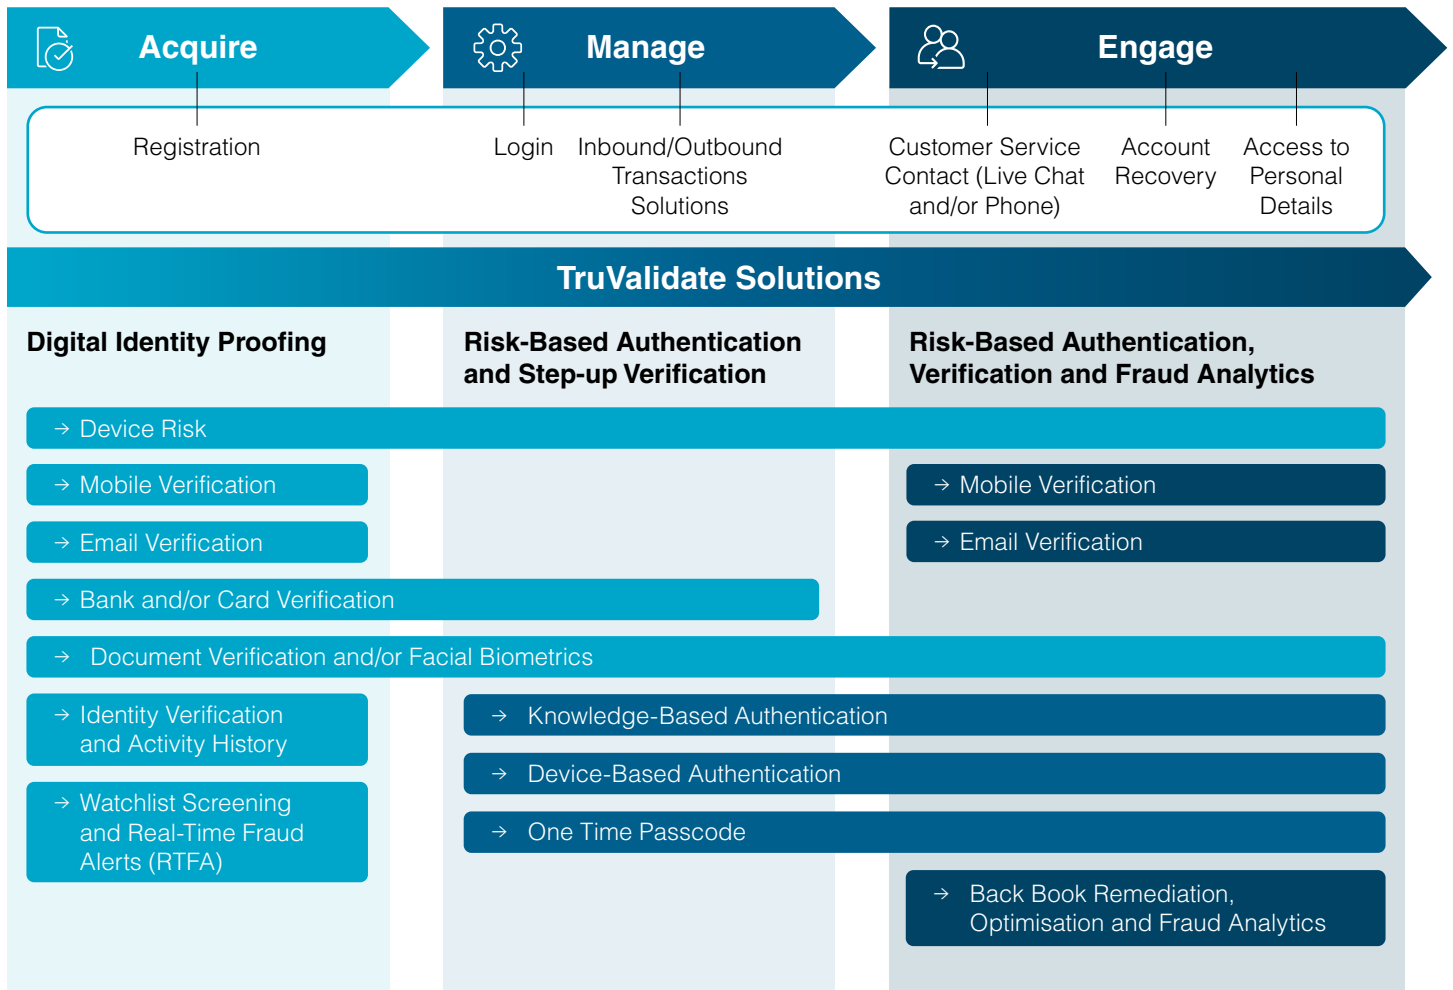 Acquire
Manage
Engage
Registration
Login
Inbound/Outbound
Transactions
Solutions
Customer Service
Contact (Live Chat
and/or Phone)
Account
Recovery
Access to
Personal
Details
TruValidate Solutions
Digital Identity Proofing
Risk-Based Authentication
and Step-up Verification
Risk-Based Authentication,
Verification and Fraud Analytics
→ Device Risk
→ Mobile Verification
→ Mobile Verification
→ Email Verification
→ Email Verification
→ Bank and/or Card Verification
→ Document Verification and/or Facial Biometrics
→ Identity Verification
and Activity History
→ Knowledge-Based Authentication
→ Device-Based Authentication
→ Watchlist Screening
and Real-Time Fraud
Alerts (RTFA)
→ One Time Passcode
→ Back Book Remediation,
Optimisation and Fraud Analytics